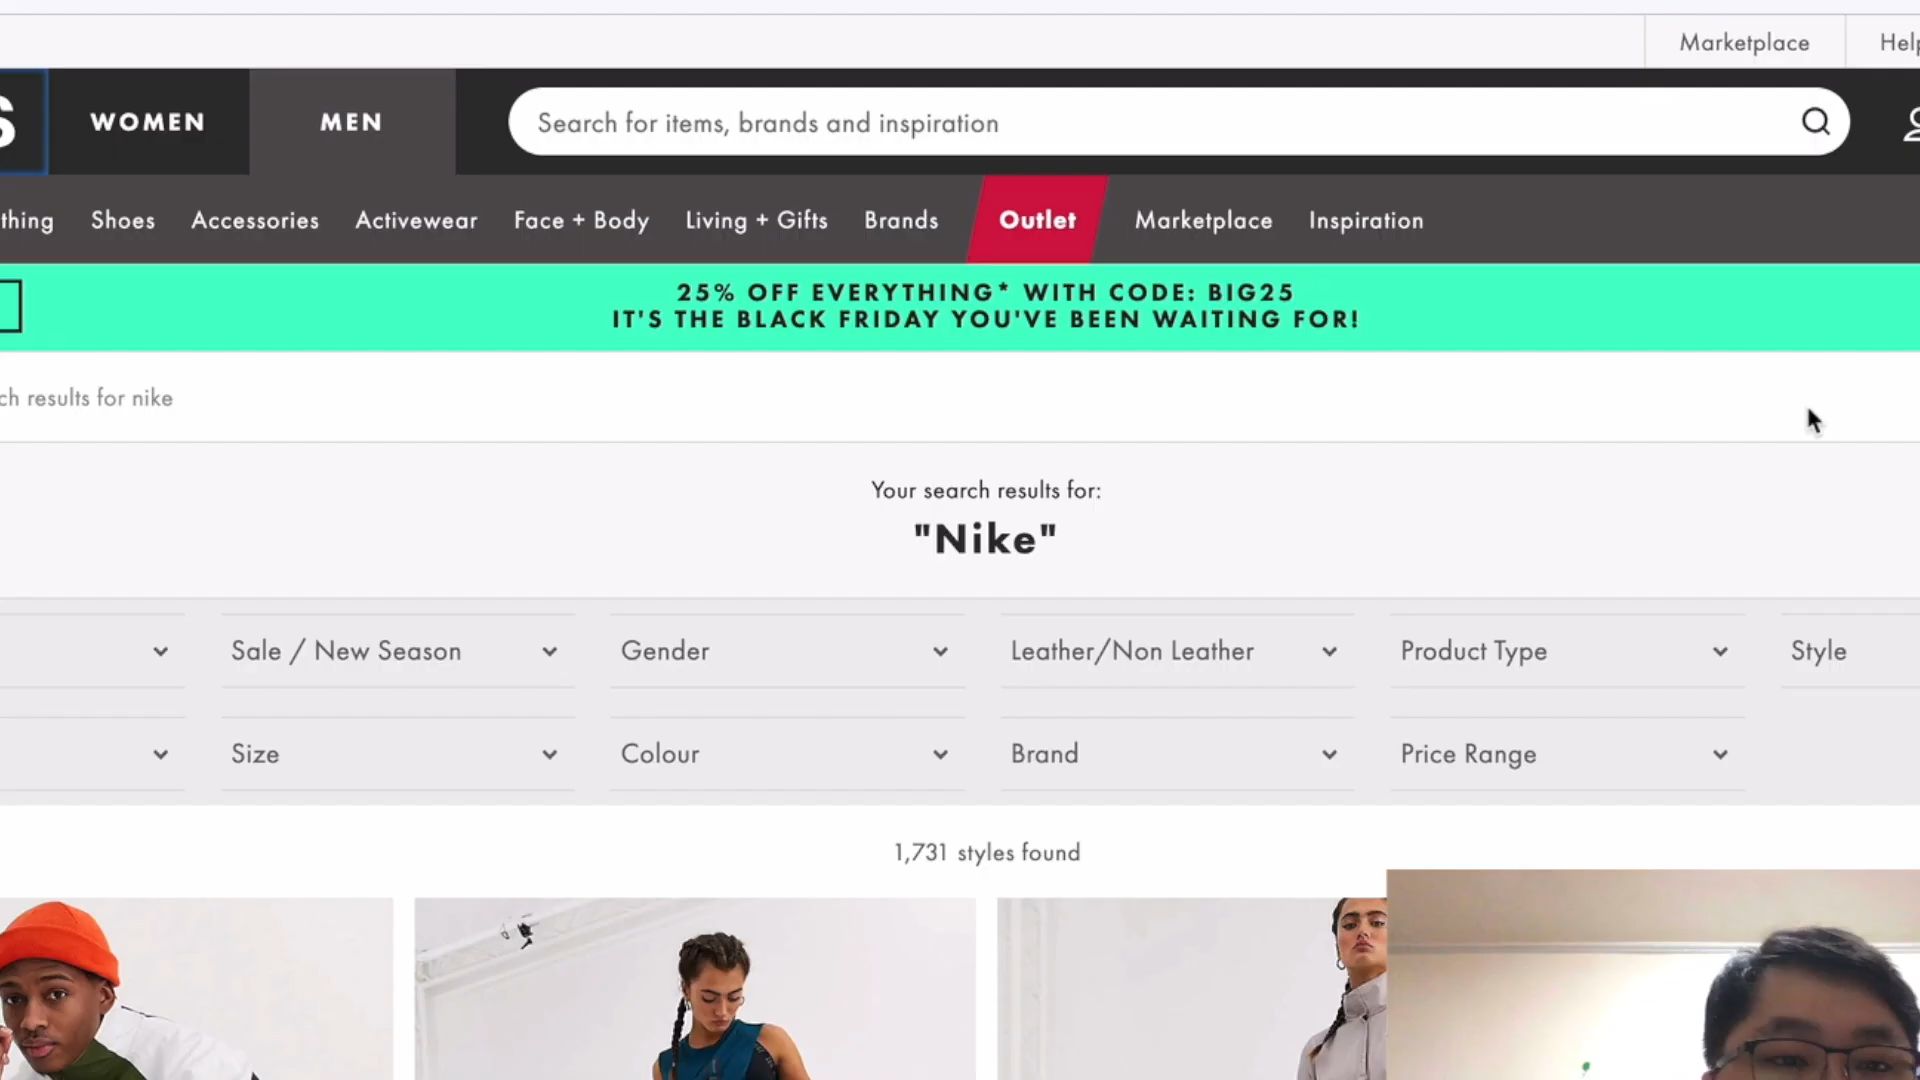 Marketplace
Help
S
WOMEN
MEN
Search for items, brands and inspiration
thing
Shoes
Accessories
Activewear
Face + Body
Living + Gifts
Brands
Outlet
Marketplace
Inspiration
25% OFF EVERYTHING* WITH CODE: BIG25
IT'S THE BLACK FRIDAY YOU'VE BEEN WAITING FOR!
ch results for nike
Your search results for:
"Nike"
Sale / New Season
Gender
Leather/Non Leather
Product Type
Style
Size
Colour
Brand
Price Range
1,731 styles found